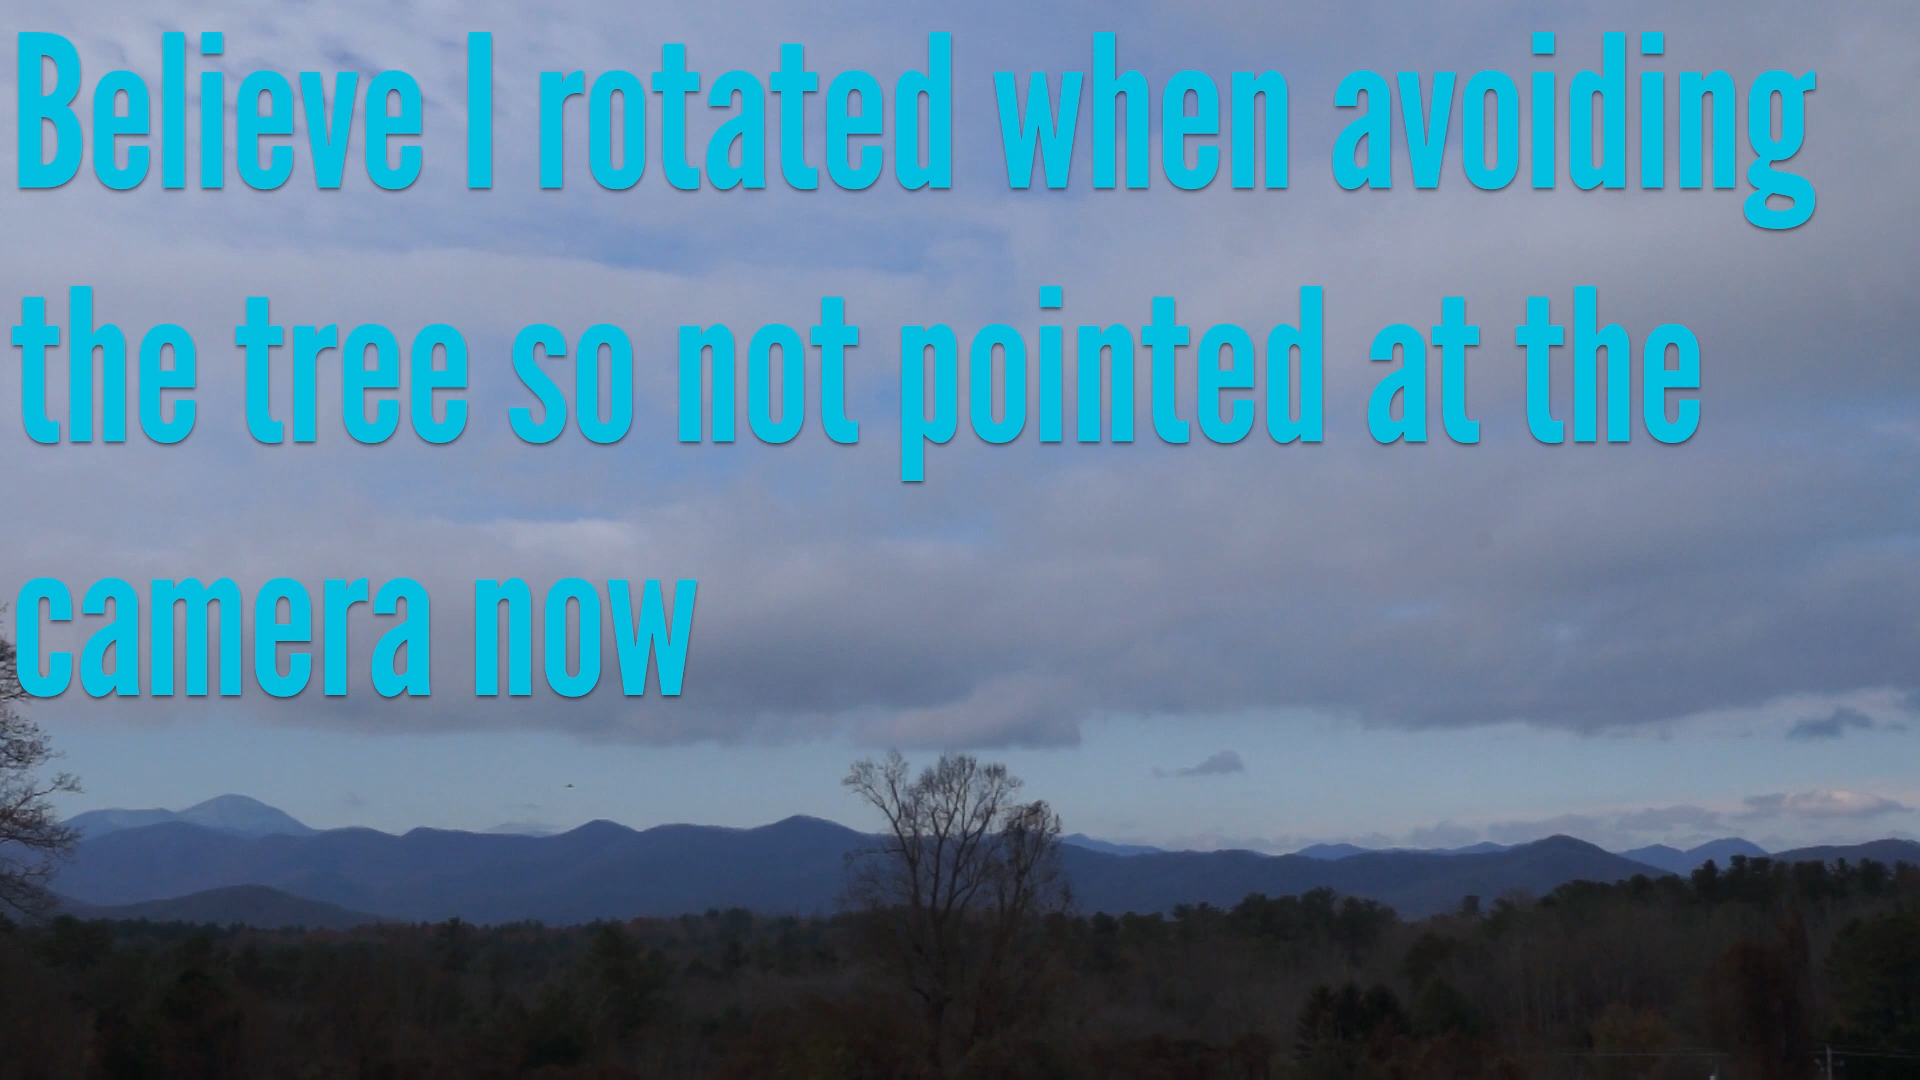 Believe I rotated when avoiding
the tree so not pointed at the
camera now